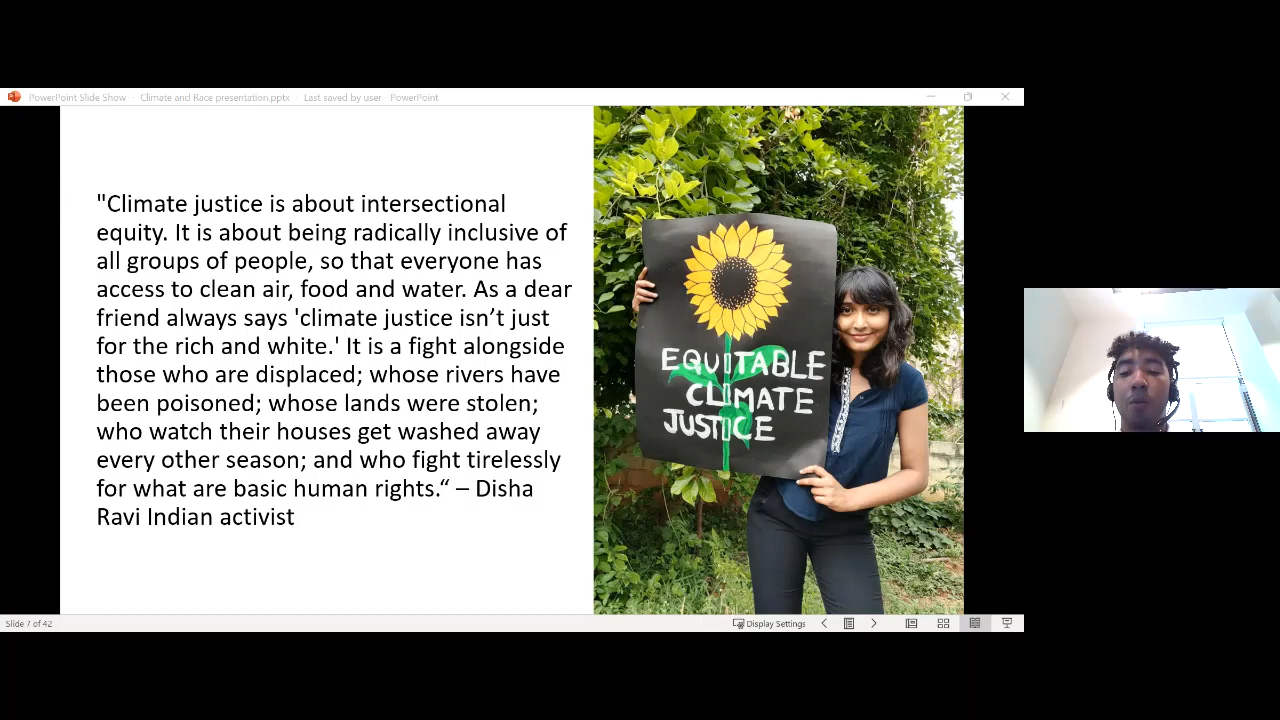 PowerPoint Slide Show - Climate and Race presentation.pptx - Last saved by user - PowerPoint
"Climate justice is about intersectional
equity. It is about being radically inclusive of
all groups of people, so that everyone has
access to clean air, food and water. As a dear
friend always says 'climate justice isn’t just
for the rich and white.' It is a fight alongside
those who are displaced; whose rivers have
been poisoned; whose lands were stolen;
who watch their houses get washed away
every other season; and who fight tirelessly
for what are basic human rights.“ – Disha
Ravi Indian activist
EQUITABLE
CLIMATE
JUSTICE
Slide 7 of 42
Display Settings